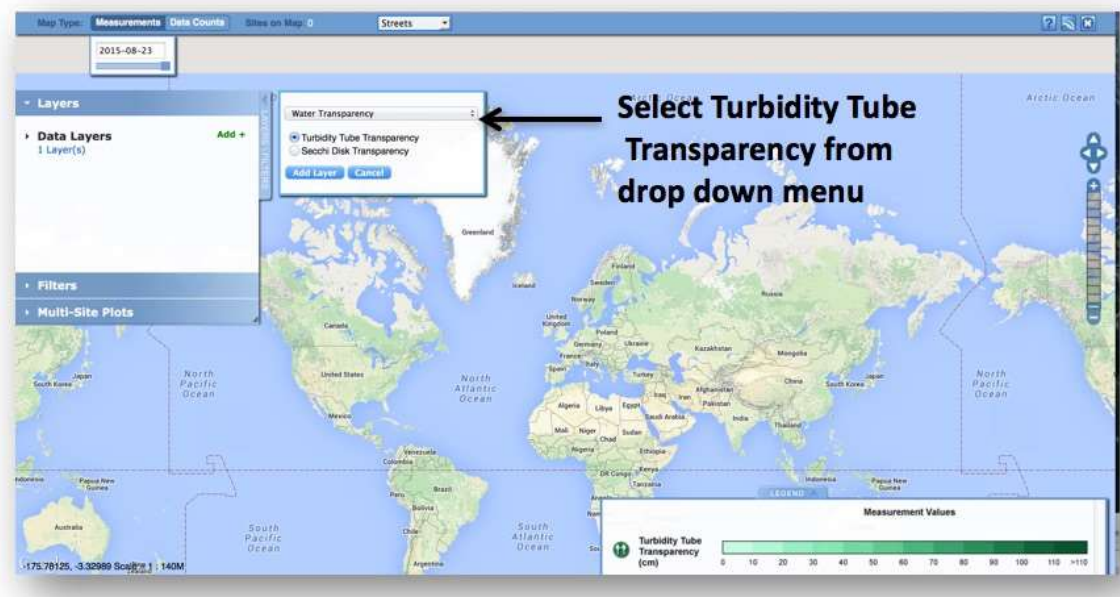 Map Type: Measurements Data Counts Sites on Map: 0 Streets
2015-08-23
Layers
Data Layers Add +
1 Layer(s)
Filters
Multi-Site Plots
Water Transparency
Turbidity Tube Transparency
Secchi Disk Transparency
Add Layer Cancel
Select Turbidity Tube
Transparency from
drop down menu
Arctic Ocean
Arctic Ocean
Greenland
Iceland
Finland
Sweden
Norway
Russia
United
Kingdom
Poland
Germany
Ukraine
France
Italy
Spain
Turkey
Kazakhstan
Mongolia
China
South Korea
Japan
Afghanistan
Pakistan
Iraq
Iran
India
Thailand
Saudi Arabia
Egypt
Libya
Algeria
Mali
Niger
Chad
Sudan
Nigeria
Ethiopia
Kenya
DR Congo
Tanzania
Indonesia
Papua New
Guinea
Canada
United States
Mexico
Venezuela
Colombia
Peru
Brazil
Bolivia
Chile
Argentina
North
Atlantic
Ocean
South
Atlantic
Ocean
North
Pacific
Ocean
South
Pacific
Ocean
North
Pacific
Ocean
South Korea
Japan
Papua New
Guinea
Australia
-175.78125, -3.32989 Scale = 1 : 140M
LEGEND
Measurement Values
Turbidity Tube
Transparency
(cm)
0 10 20 30 40 50 60 70 80 90 100 110 >110